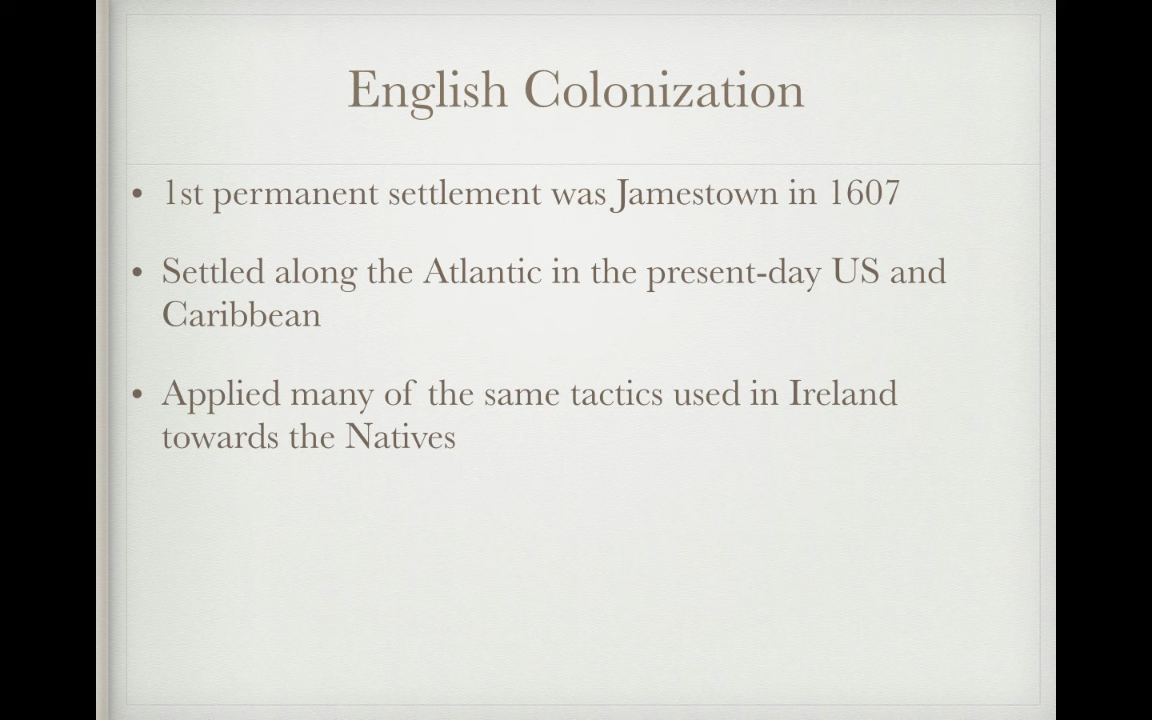 English Colonization
• 1st permanent settlement was Jamestown in 1607
• Settled along the Atlantic in the present-day US and
Caribbean
• Applied many of the same tactics used in Ireland
towards the Natives